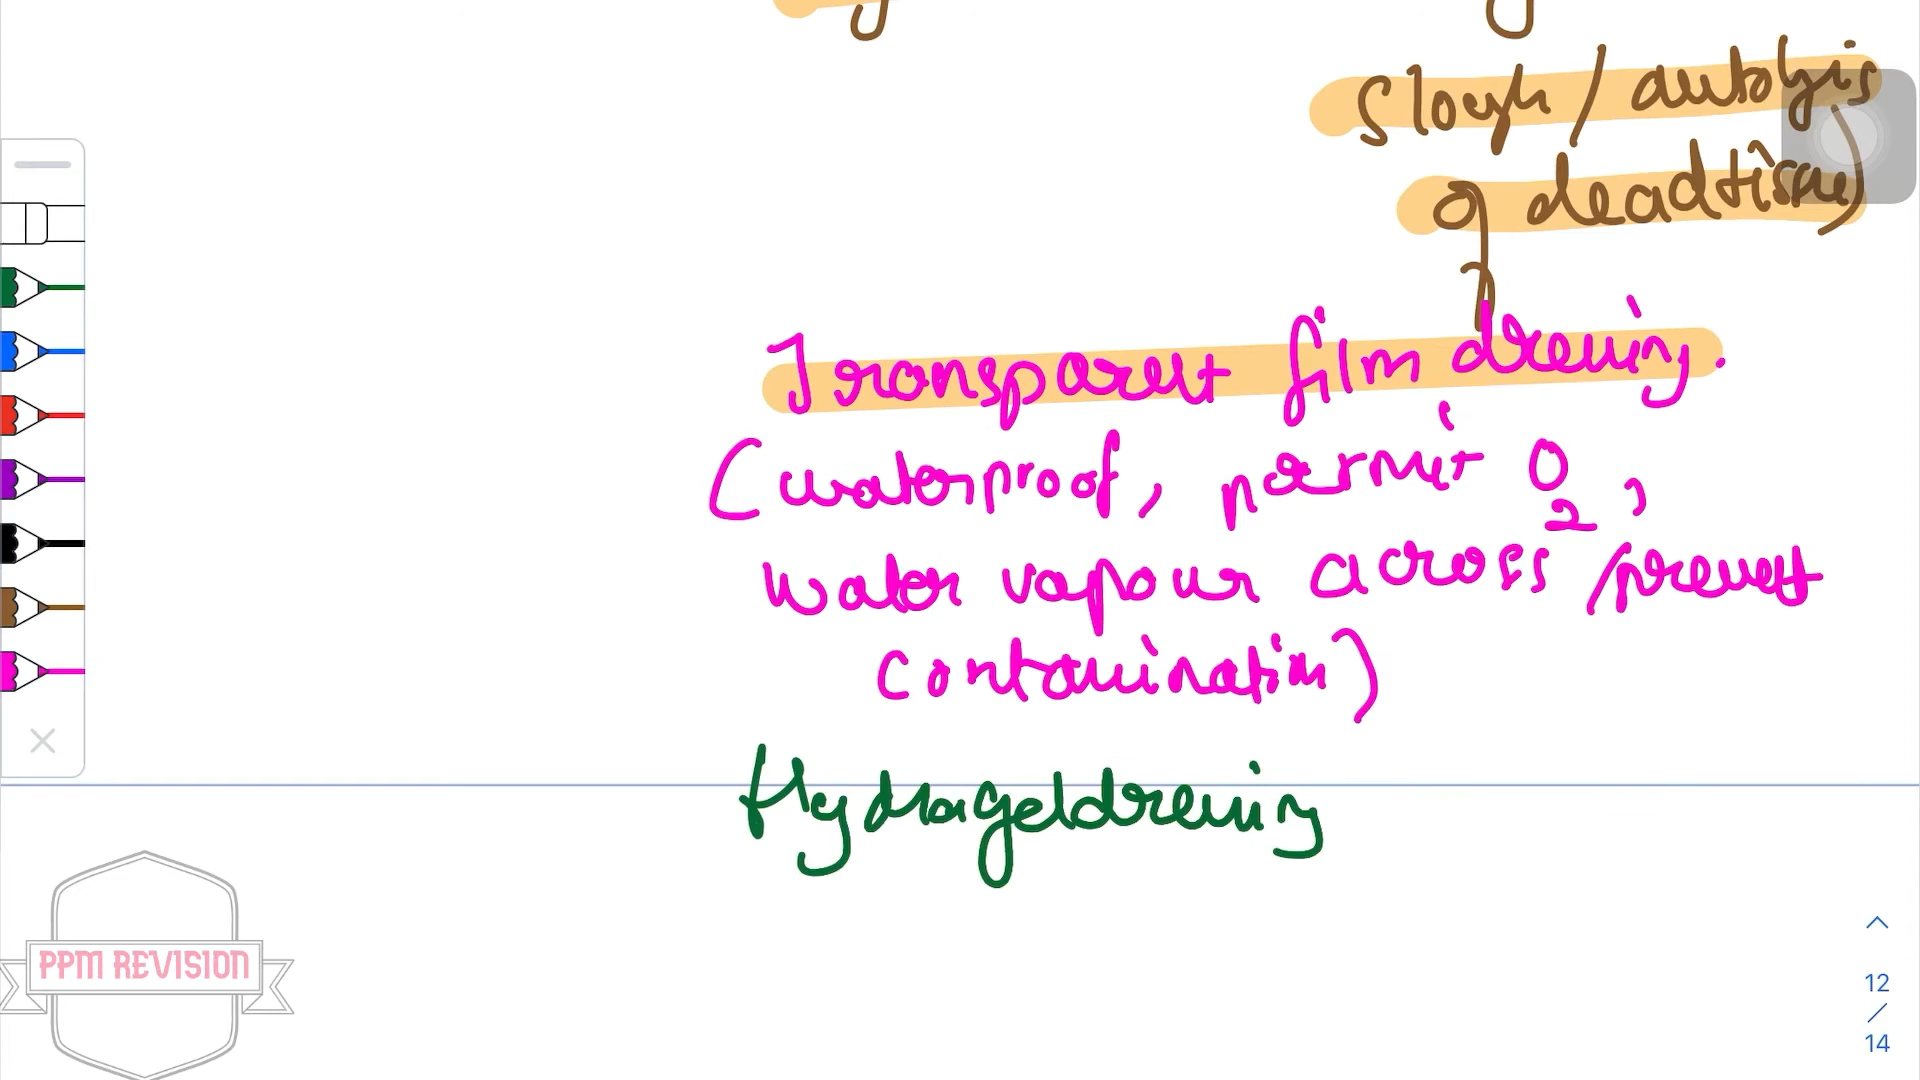 slough / autolysis
of dead tissue)
Transparent film dressing.
(waterproof, permit O2,
water vapour across / prevent
contamination)
Hydrogel dressing
PPM REVISION
12
/
14